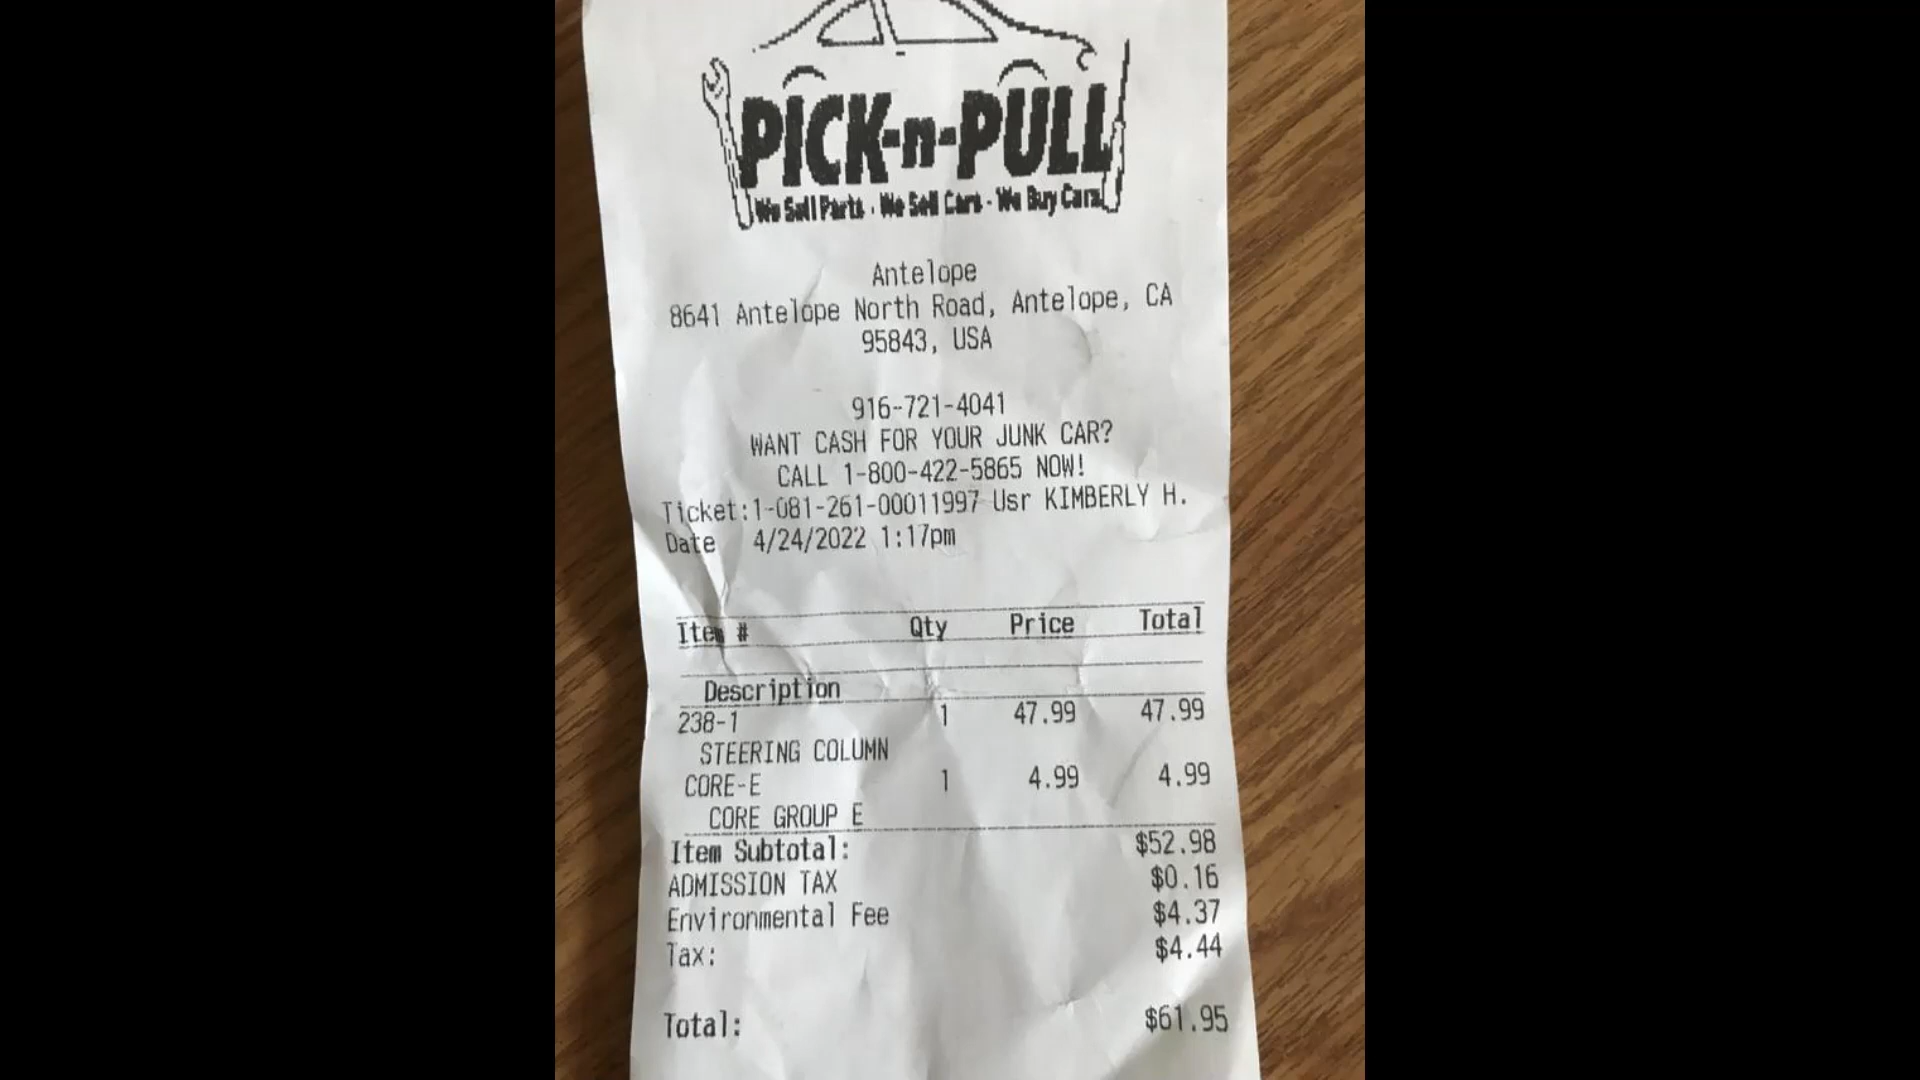 PICK-n-PULL
We Sell Parts - We Sell Cars - We Buy Cars
Antelope
8641 Antelope North Road, Antelope, CA
95843, USA
916-721-4041
WANT CASH FOR YOUR JUNK CAR?
CALL 1-800-422-5865 NOW!
Ticket:1-081-261-00011997 Usr KIMBERLY H.
Date 4/24/2022 1:17pm
Item # Qty Price Total
Description
238-1 1 47.99 47.99
STEERING COLUMN
CORE-E 1 4.99 4.99
CORE GROUP E
Item Subtotal: $52.98
ADMISSION TAX $0.16
Environmental Fee $4.37
Tax: $4.44
Total: $61.95